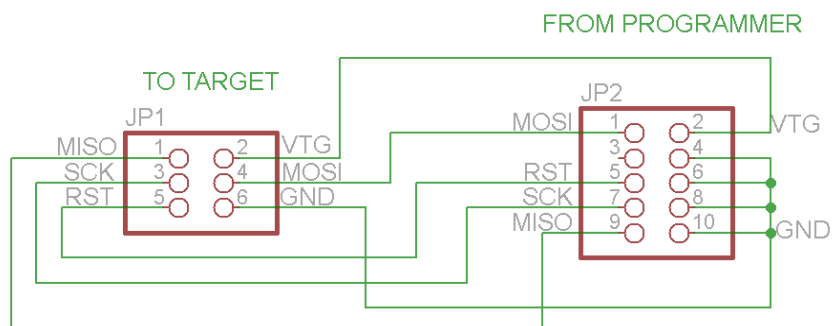 FROM PROGRAMMER
TO TARGET
JP1
MISO 1 2 VTG
SCK 3 4 MOSI
RST 5 6 GND
JP2
MOSI 1 2 VTG
3 4
RST 5 6
SCK 7 8
MISO 9 10 GND